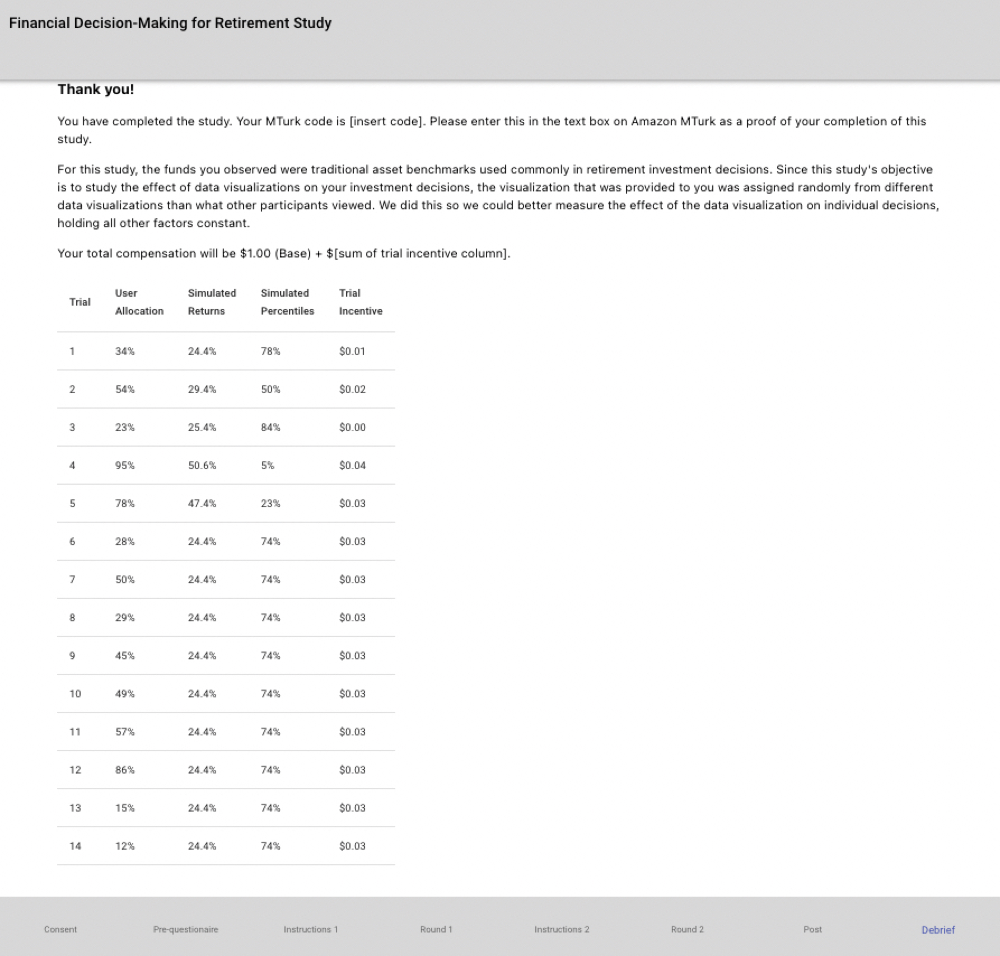 Financial Decision-Making for Retirement Study
Thank you!
You have completed the study. Your MTurk code is [insert code]. Please enter this in the text box on Amazon MTurk as a proof of your completion of this
study.
For this study, the funds you observed were traditional asset benchmarks used commonly in retirement investment decisions. Since this study's objective
is to study the effect of data visualizations on your investment decisions, the visualization that was provided to you was assigned randomly from different
data visualizations than what other participants viewed. We did this so we could better measure the effect of the data visualization on individual decisions,
holding all other factors constant.
Your total compensation will be $1.00 (Base) + $[sum of trial incentive column].
Trial User Allocation Simulated Returns Simulated Percentiles Trial Incentive
1 34% 24.4% 78% $0.01
2 54% 29.4% 50% $0.02
3 23% 25.4% 84% $0.00
4 95% 50.6% 5% $0.04
5 78% 47.4% 23% $0.03
6 28% 24.4% 74% $0.03
7 50% 24.4% 74% $0.03
8 29% 24.4% 74% $0.03
9 45% 24.4% 74% $0.03
10 49% 24.4% 74% $0.03
11 57% 24.4% 74% $0.03
12 86% 24.4% 74% $0.03
13 15% 24.4% 74% $0.03
14 12% 24.4% 74% $0.03
Consent Pre-questionaire Instructions 1 Round 1 Instructions 2 Round 2 Post Debrief